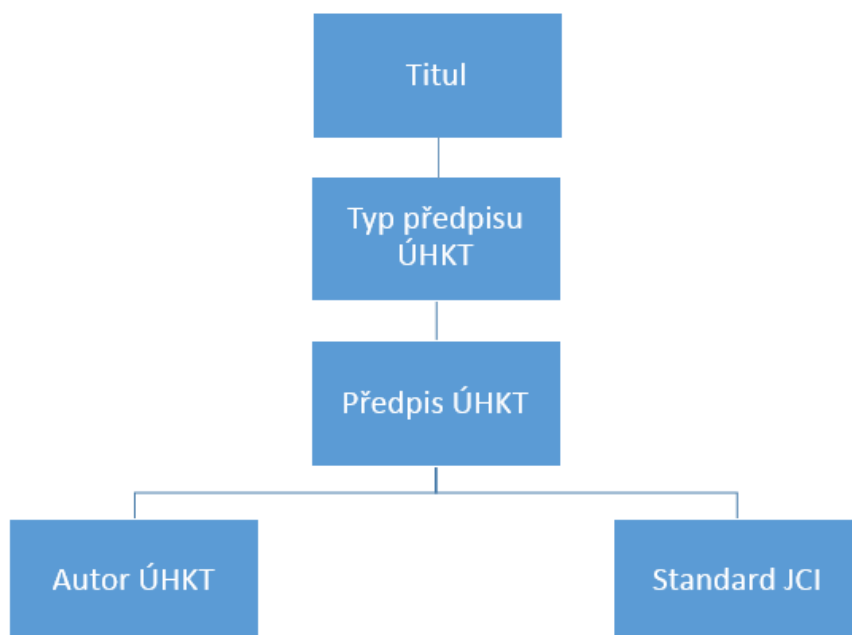 Titul
Typ předpisu
ÚHKT
Předpis ÚHKT
Autor ÚHKT
Standard JCI